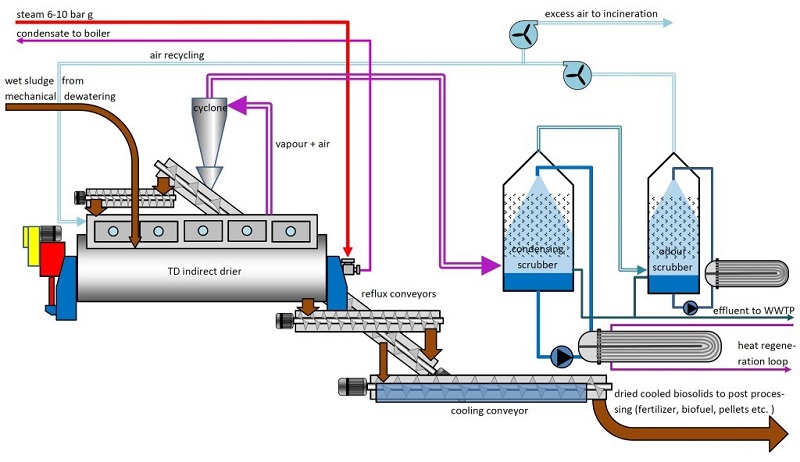 steam 6-10 bar g
condensate to boiler
excess air to incineration
air recycling
wet sludge from
mechanical dewatering
cyclone
vapour + air
condensing
scrubber
odour
scrubber
TD indirect drier
reflux conveyors
effluent to WWTP
heat regene-
ration loop
cooling conveyor
dried cooled biosolids to post proces-
sing (fertilizer, biofuel, pellets etc. )